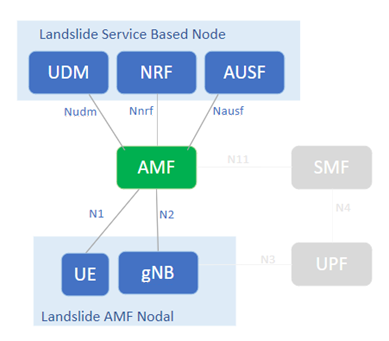 Landslide Service Based Node
UDM
NRF
AUSF
Nudm
Nnrf
Nausf
AMF
N11
SMF
N1
N2
N4
UE
gNB
N3
UPF
Landslide AMF Nodal